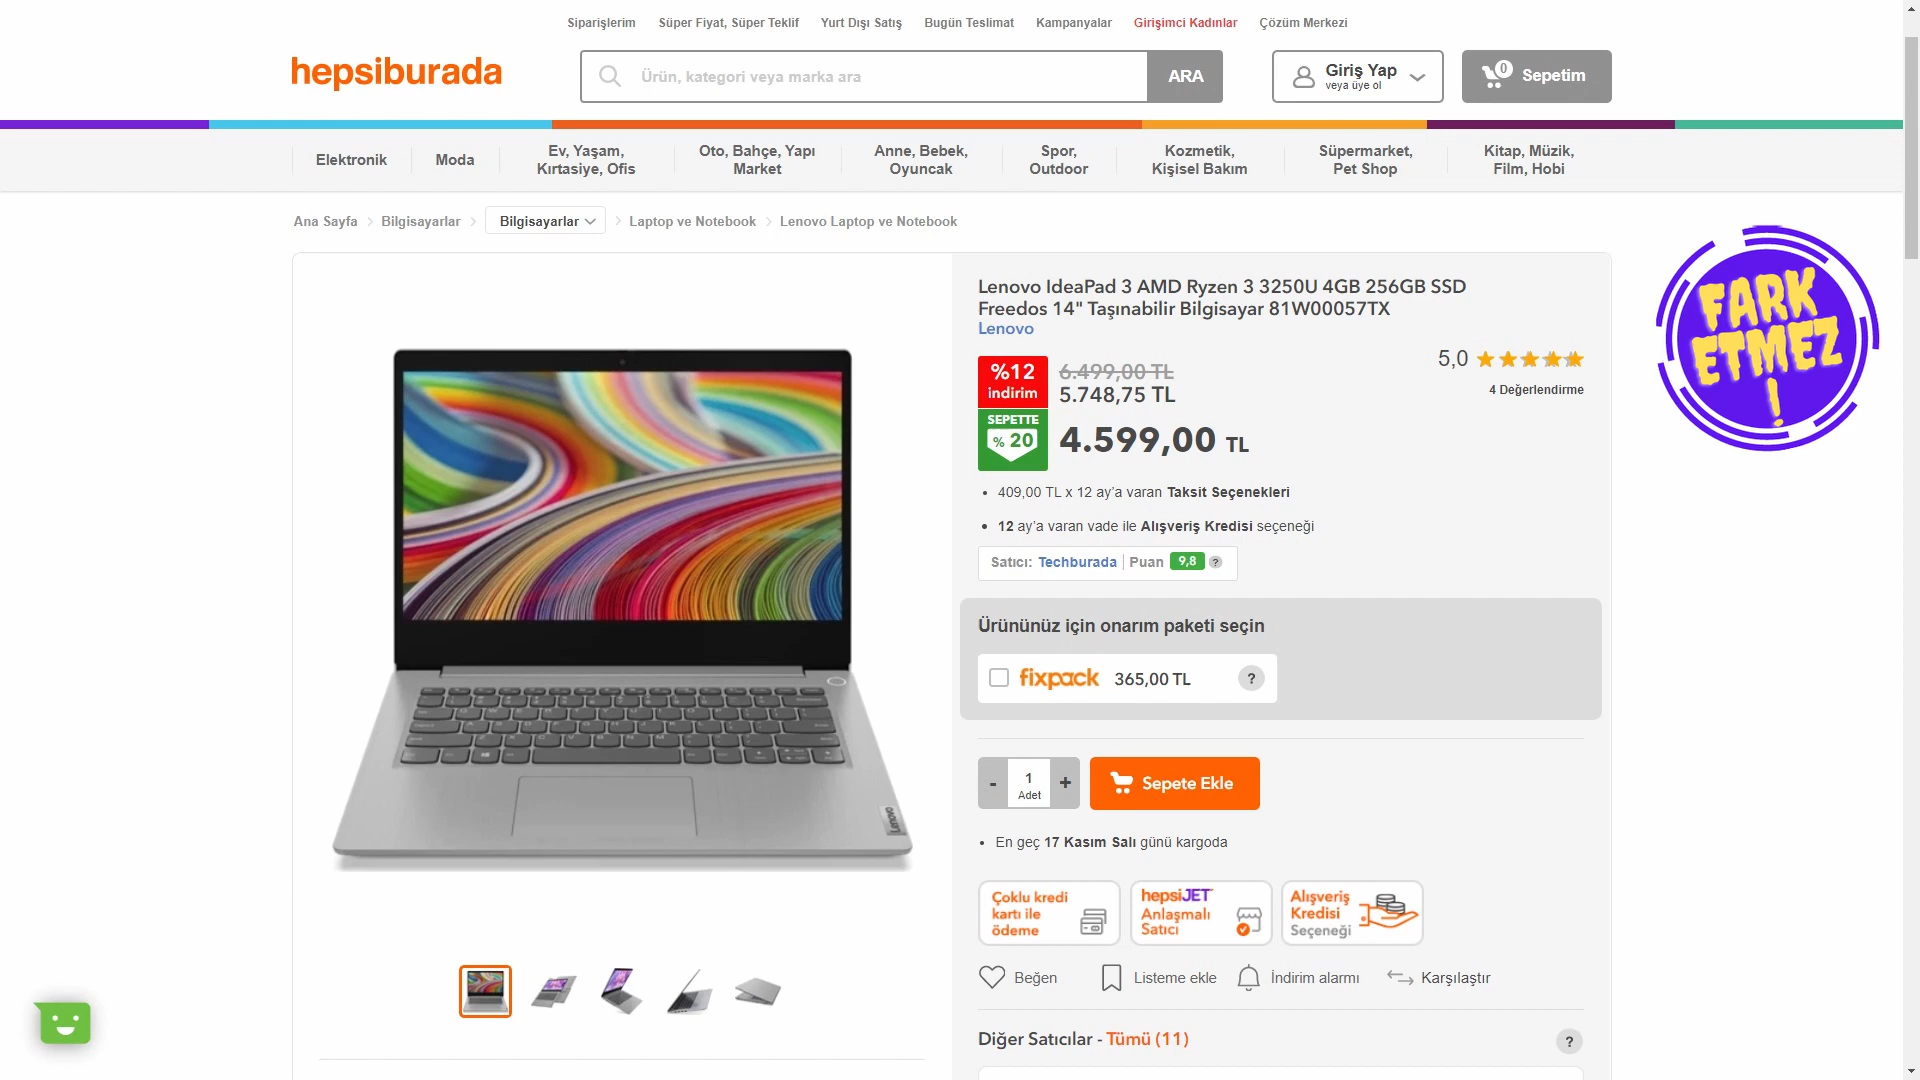 Siparişlerim
Süper Fiyat, Süper Teklif
Yurt Dışı Satış
Bugün Teslimat
Kampanyalar
Girişimci Kadınlar
Çözüm Merkezi
hepsiburada
Ürün, kategori veya marka ara
ARA
Giriş Yap
veya üye ol
0
Sepetim
Elektronik
Moda
Ev, Yaşam,
Kırtasiye, Ofis
Oto, Bahçe, Yapı
Market
Anne, Bebek,
Oyuncak
Spor,
Outdoor
Kozmetik,
Kişisel Bakım
Süpermarket,
Pet Shop
Kitap, Müzik,
Film, Hobi
Ana Sayfa
Bilgisayarlar
Bilgisayarlar
Laptop ve Notebook
Lenovo Laptop ve Notebook
FARK
ETMEZ
!
Lenovo IdeaPad 3 AMD Ryzen 3 3250U 4GB 256GB SSD
Freedos 14" Taşınabilir Bilgisayar 81W00057TX
Lenovo
%12
indirim
6.499,00 TL
5.748,75 TL
5,0
4 Değerlendirme
SEPETTE
% 20
4.599,00 TL
• 409,00 TL x 12 ay'a varan Taksit Seçenekleri
• 12 ay'a varan vade ile Alışveriş Kredisi seçeneği
Satıcı: Techburada | Puan 9,8 ?
Ürününüz için onarım paketi seçin
fixpack 365,00 TL ?
- 1 +
Adet
Sepete Ekle
• En geç 17 Kasım Salı günü kargoda
Çoklu kredi
kartı ile
ödeme
hepsiJET
Anlaşmalı
Satıcı
Alışveriş
Kredisi
Seçeneği
Beğen
Listeme ekle
İndirim alarmı
Karşılaştır
Diğer Satıcılar - Tümü (11)
?
Lenovo